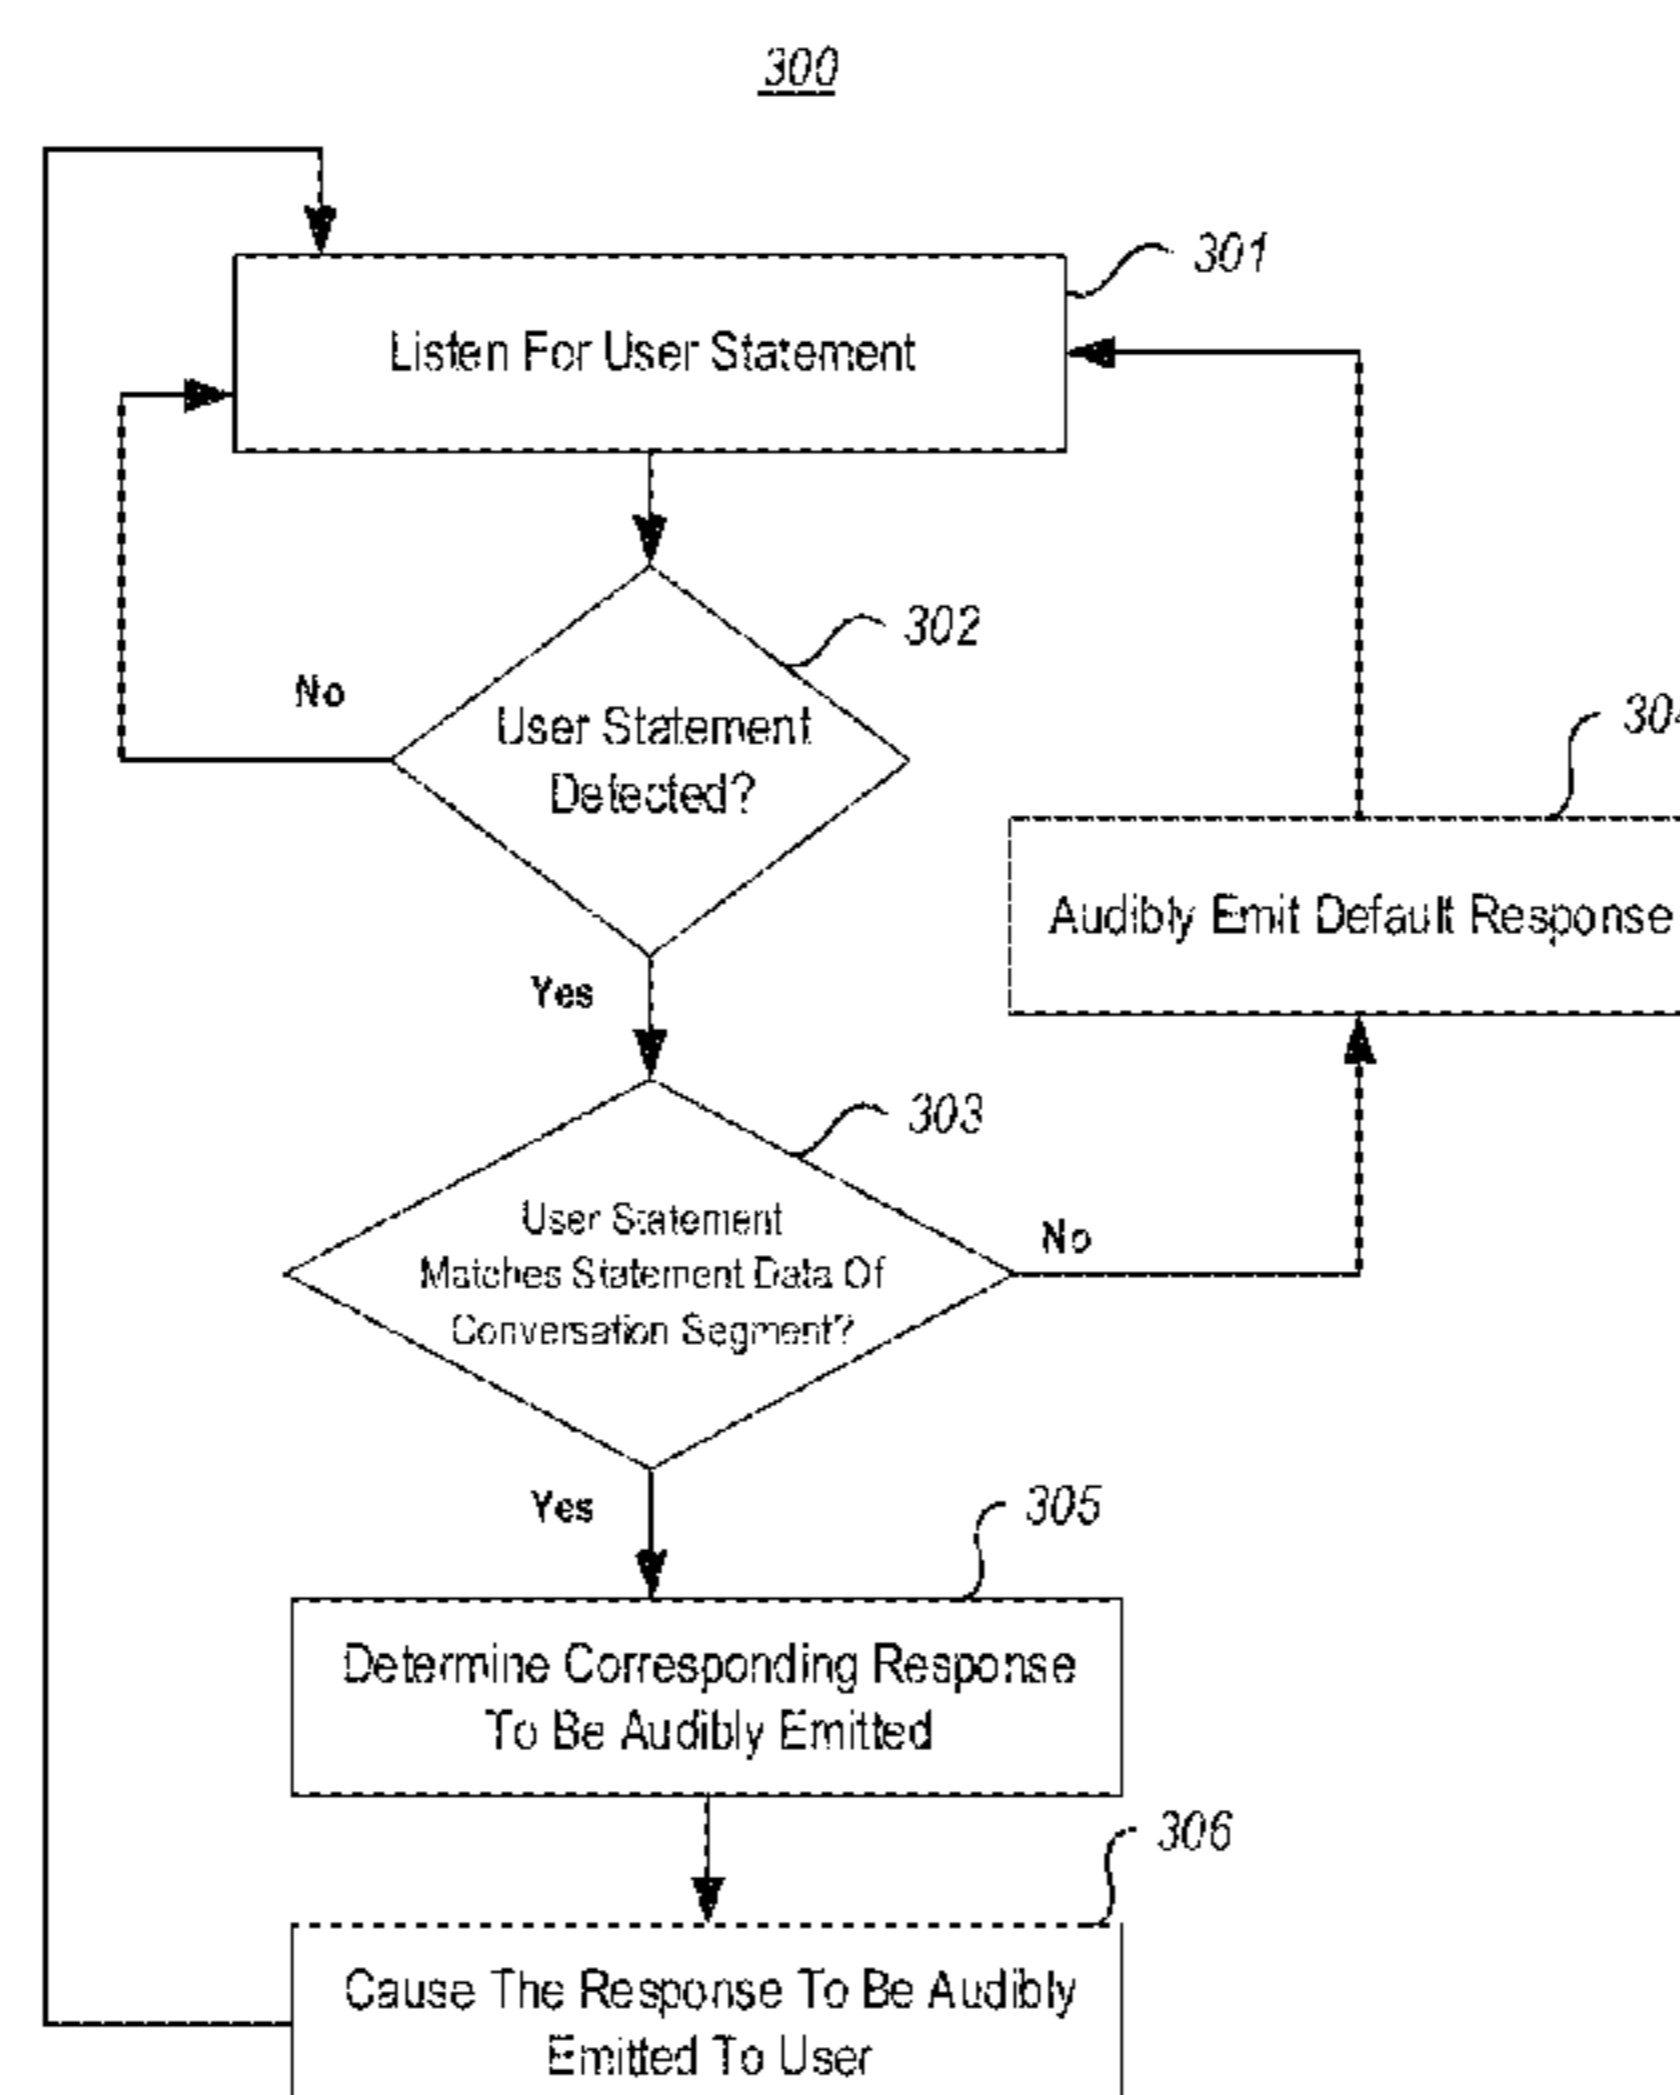 300
301
Listen For User Statement
302
No
User Statement
Detected?
304
Audibly Emit Default Response
Yes
303
User Statement
Matches Statement Data Of
Conversation Segment?
No
Yes
305
Determine Corresponding Response
To Be Audibly Emitted
306
Cause The Response To Be Audibly
Emitted To User